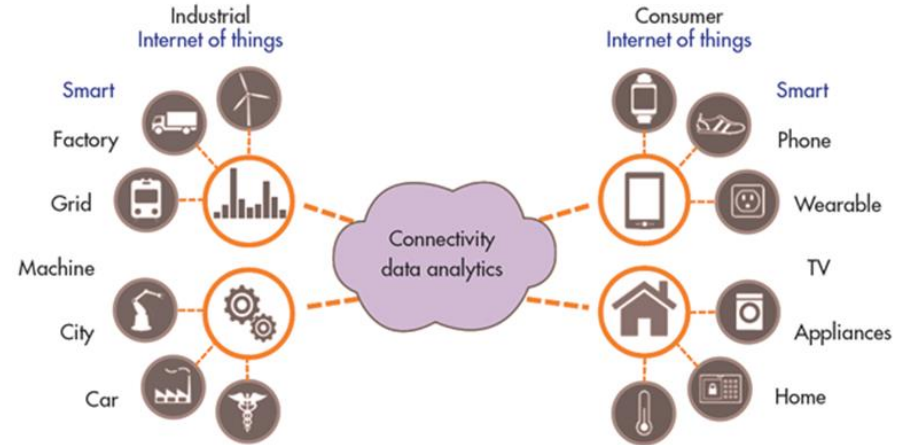 Industrial
Internet of things
Smart
Factory
Grid
Machine
City
Car
Connectivity
data analytics
Consumer
Internet of things
Smart
Phone
Wearable
TV
Appliances
Home